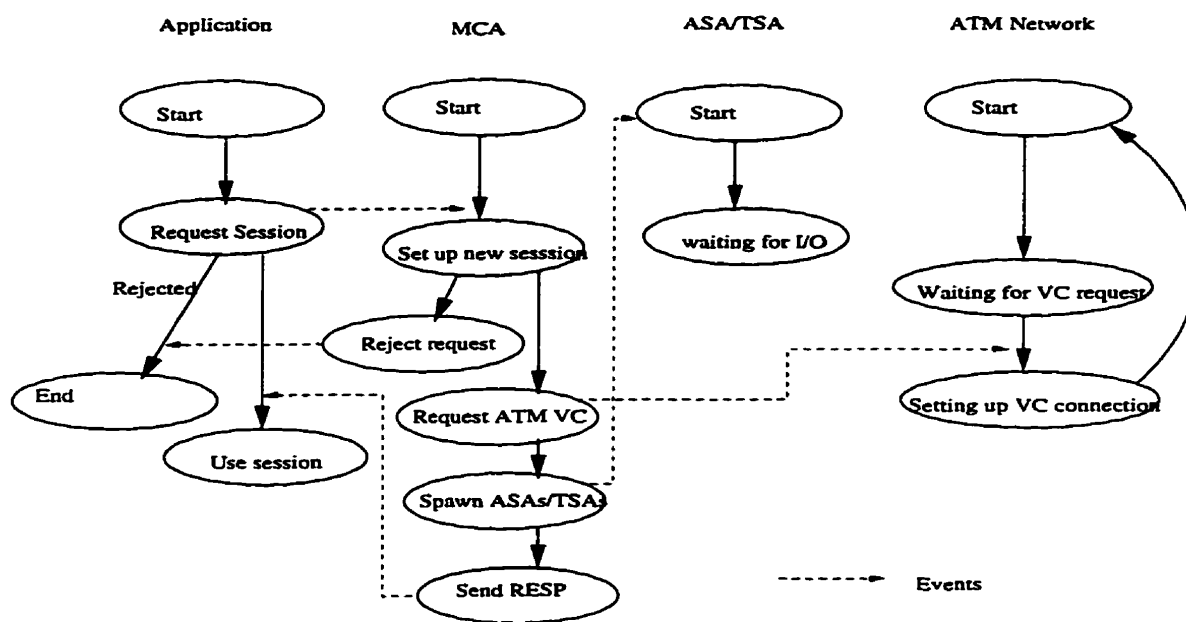 Application
MCA
ASA/TSA
ATM Network
Start
Start
Start
Start
Request Session
Set up new sesssion
waiting for I/O
Waiting for VC request
Rejected
Reject request
End
Request ATM VC
Setting up VC connection
Use session
Spawn ASAs/TSAs
Send RESP
Events